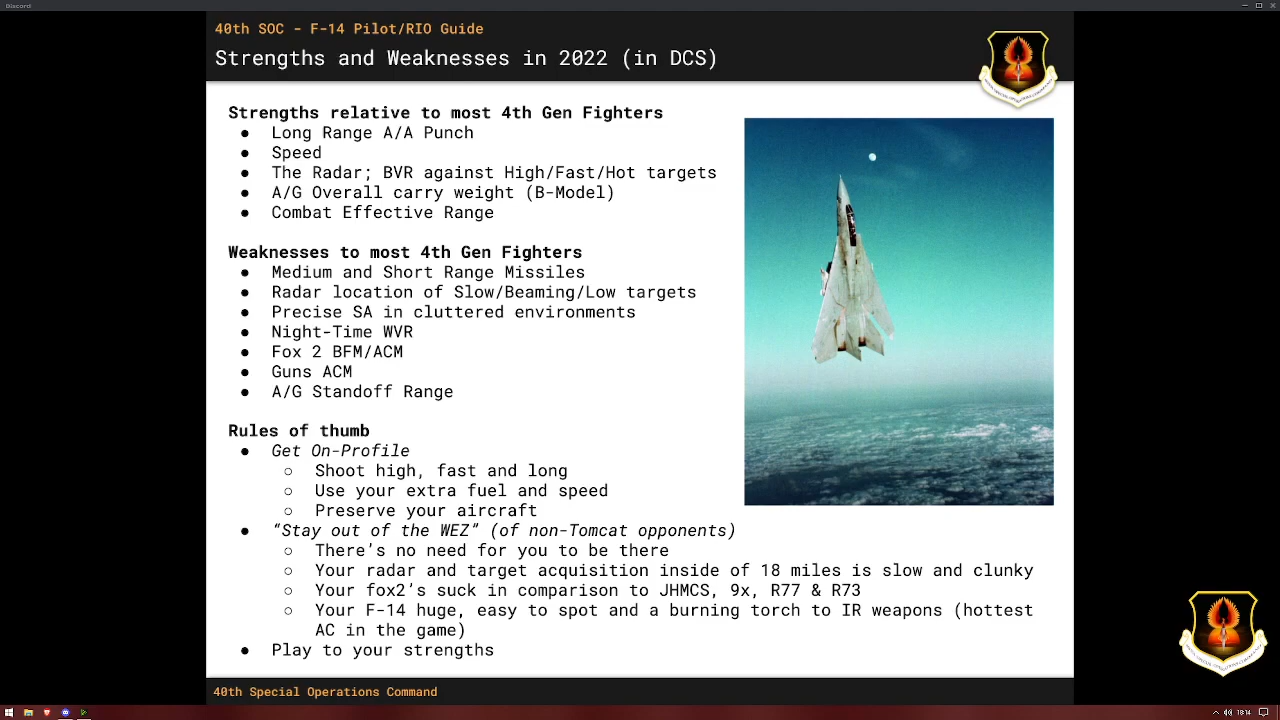 Discord
40th SOC - F-14 Pilot/RIO Guide
Strengths and Weaknesses in 2022 (in DCS)
Strengths relative to most 4th Gen Fighters
● Long Range A/A Punch
● Speed
● The Radar; BVR against High/Fast/Hot targets
● A/G Overall carry weight (B-Model)
● Combat Effective Range
Weaknesses to most 4th Gen Fighters
● Medium and Short Range Missiles
● Radar location of Slow/Beaming/Low targets
● Precise SA in cluttered environments
● Night-Time WVR
● Fox 2 BFM/ACM
● Guns ACM
● A/G Standoff Range
Rules of thumb
● Get On-Profile
○ Shoot high, fast and long
○ Use your extra fuel and speed
○ Preserve your aircraft
● “Stay out of the WEZ” (of non-Tomcat opponents)
○ There’s no need for you to be there
○ Your radar and target acquisition inside of 18 miles is slow and clunky
○ Your fox2’s suck in comparison to JHMCS, 9x, R77 & R73
○ Your F-14 huge, easy to spot and a burning torch to IR weapons (hottest
AC in the game)
● Play to your strengths
40th Special Operations Command
18:14